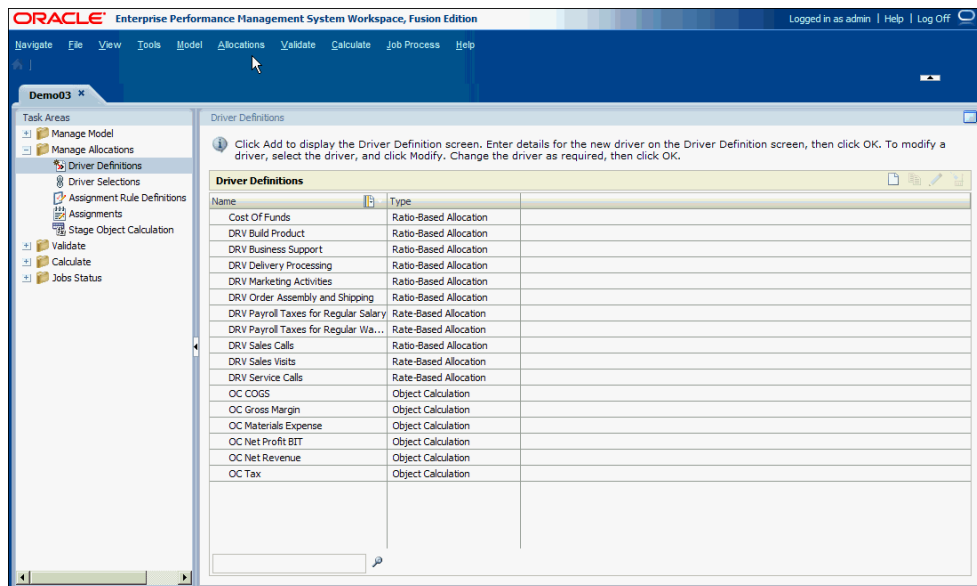 ORACLE Enterprise Performance Management System Workspace, Fusion Edition
Logged in as admin | Help | Log Off
Navigate File View Tools Model Allocations Validate Calculate Job Process Help
Demo03 ×
Task Areas
Manage Model
Manage Allocations
Driver Definitions
Driver Selections
Assignment Rule Definitions
Assignments
Stage Object Calculation
Validate
Calculate
Jobs Status
Driver Definitions
Click Add to display the Driver Definition screen. Enter details for the new driver on the Driver Definition screen, then click OK. To modify a
driver, select the driver, and click Modify. Change the driver as required, then click OK.
Driver Definitions
Name Type
Cost Of Funds Ratio-Based Allocation
DRV Build Product Ratio-Based Allocation
DRV Business Support Ratio-Based Allocation
DRV Delivery Processing Ratio-Based Allocation
DRV Marketing Activities Ratio-Based Allocation
DRV Order Assembly and Shipping Ratio-Based Allocation
DRV Payroll Taxes for Regular Salary Rate-Based Allocation
DRV Payroll Taxes for Regular Wa... Rate-Based Allocation
DRV Sales Calls Ratio-Based Allocation
DRV Sales Visits Rate-Based Allocation
DRV Service Calls Rate-Based Allocation
OC COGS Object Calculation
OC Gross Margin Object Calculation
OC Materials Expense Object Calculation
OC Net Profit BIT Object Calculation
OC Net Revenue Object Calculation
OC Tax Object Calculation